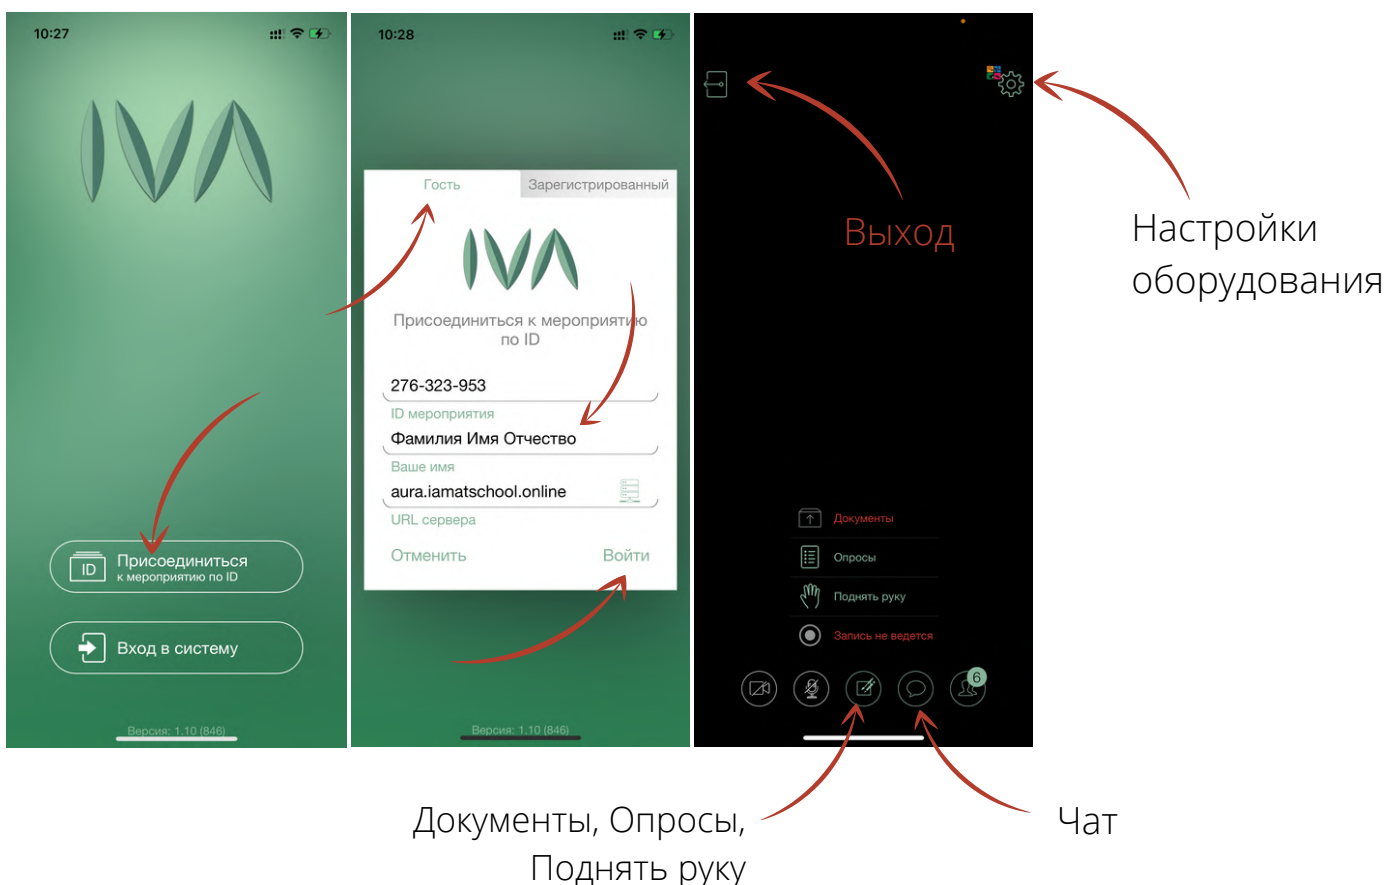 10:27
IVA
ID
Присоединиться
к мероприятию по ID
Вход в систему
Версия: 1.10 (846)
10:28
Гость
Зарегистрированный
IVA
Присоединиться к мероприятию
по ID
276-323-953
ID мероприятия
Фамилия Имя Отчество
Ваше имя
aura.iamatschool.online
URL сервера
Отменить
Войти
Версия: 1.10 (846)
Выход
Настройки
оборудования
Документы
Опросы
Поднять руку
Запись не ведется
6
Документы, Опросы,
Поднять руку
Чат